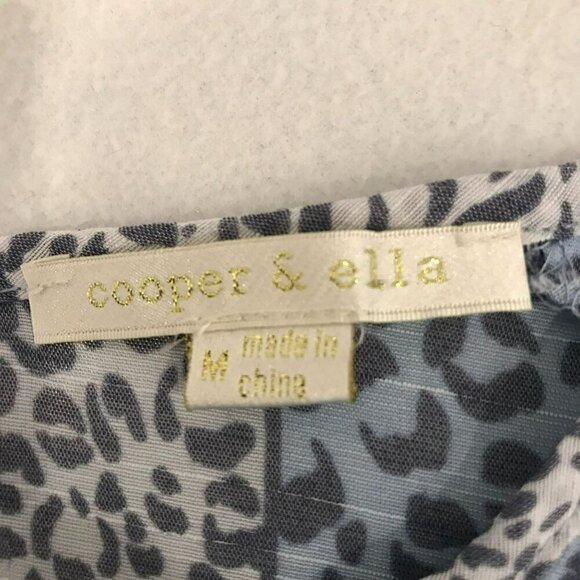 cooper & ella
M
made in
china